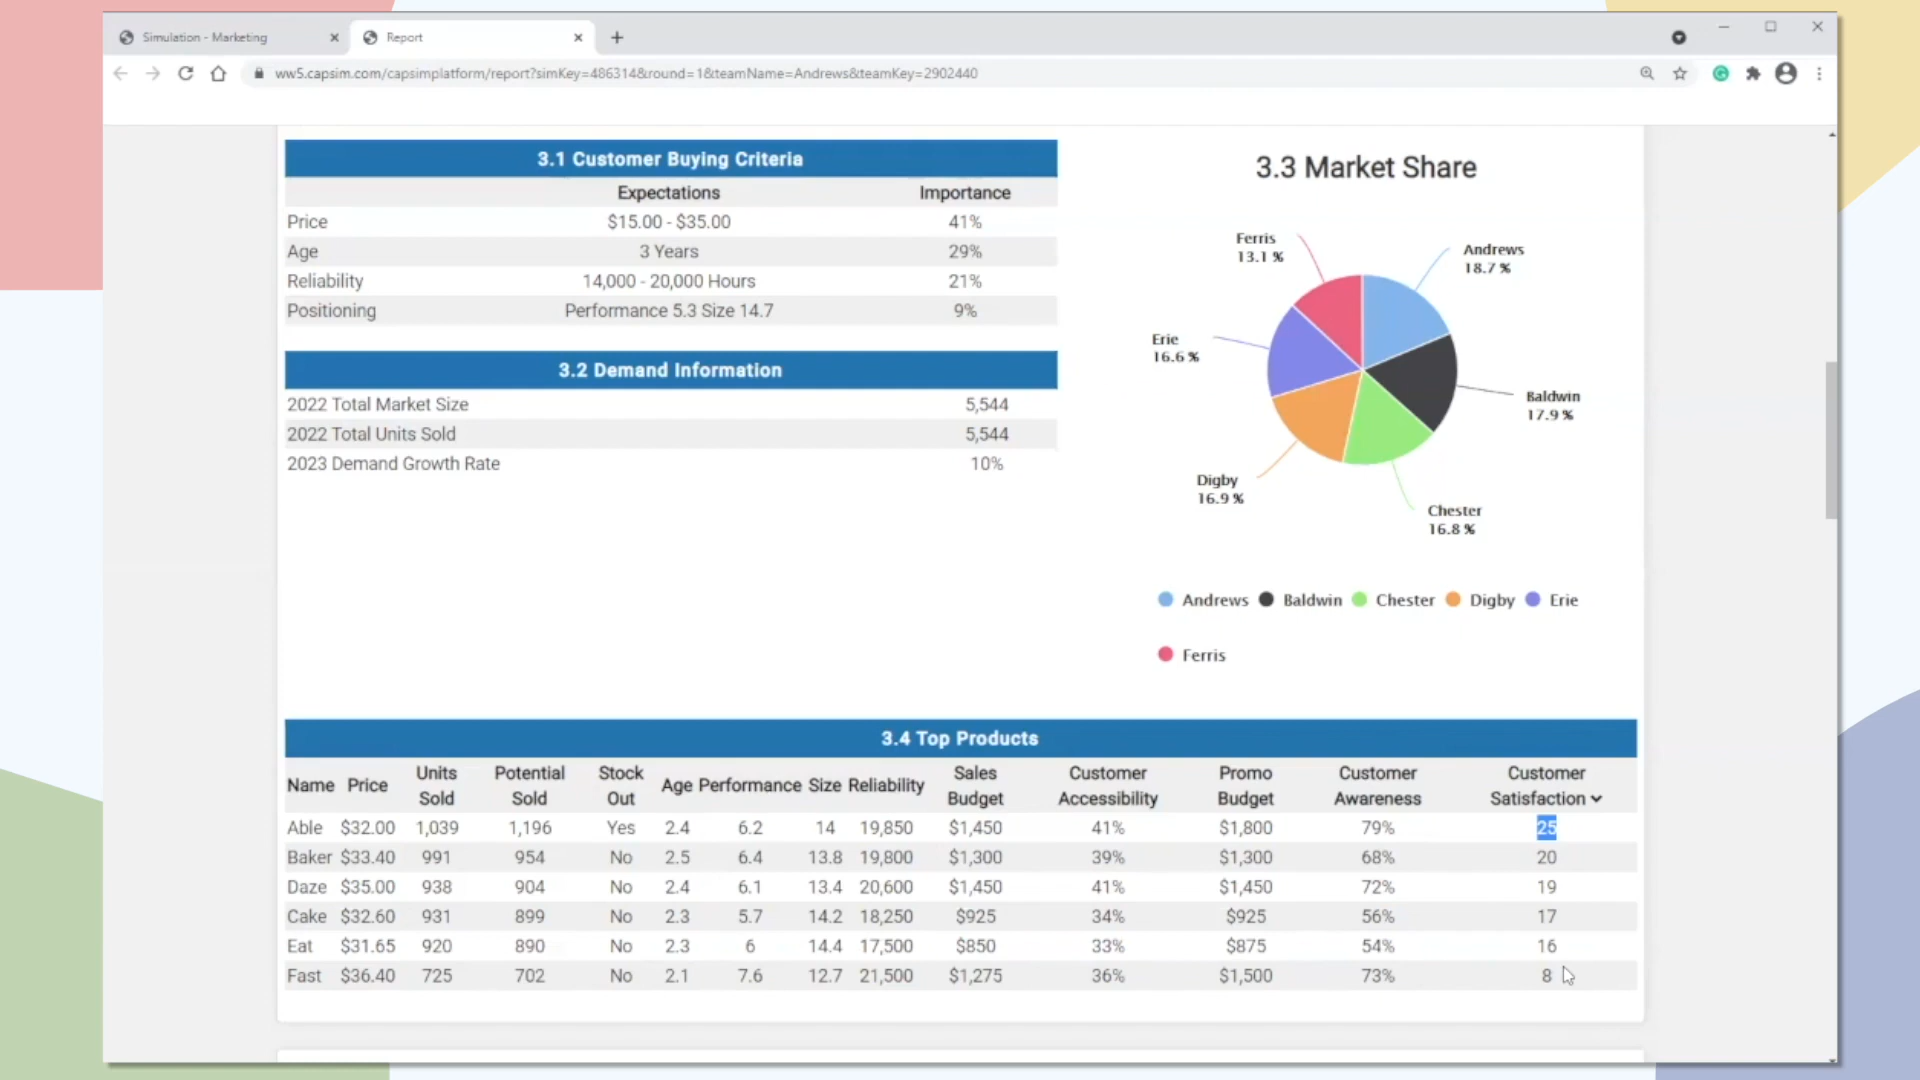 Simulation - Marketing
Report
ww5.capsim.com/capsimplatform/report?simKey=486314&round=1&teamName=Andrews&teamKey=2902440
3.1 Customer Buying Criteria
Expectations Importance
Price $15.00 - $35.00 41%
Age 3 Years 29%
Reliability 14,000 - 20,000 Hours 21%
Positioning Performance 5.3 Size 14.7 9%
3.2 Demand Information
2022 Total Market Size 5,544
2022 Total Units Sold 5,544
2023 Demand Growth Rate 10%
3.3 Market Share
Ferris
13.1 %
Andrews
18.7 %
Erie
16.6 %
Baldwin
17.9 %
Digby
16.9 %
Chester
16.8 %
Andrews Baldwin Chester Digby Erie
Ferris
3.4 Top Products
Name Price Units Sold Potential Sold Stock Out Age Performance Size Reliability Sales Budget Customer Accessibility Promo Budget Customer Awareness Customer Satisfaction
Able $32.00 1,039 1,196 Yes 2.4 6.2 14 19,850 $1,450 41% $1,800 79% 25
Baker $33.40 991 954 No 2.5 6.4 13.8 19,800 $1,300 39% $1,300 68% 20
Daze $35.00 938 904 No 2.4 6.1 13.4 20,600 $1,450 41% $1,450 72% 19
Cake $32.60 931 899 No 2.3 5.7 14.2 18,250 $925 34% $925 56% 17
Eat $31.65 920 890 No 2.3 6 14.4 17,500 $850 33% $875 54% 16
Fast $36.40 725 702 No 2.1 7.6 12.7 21,500 $1,275 36% $1,500 73% 8